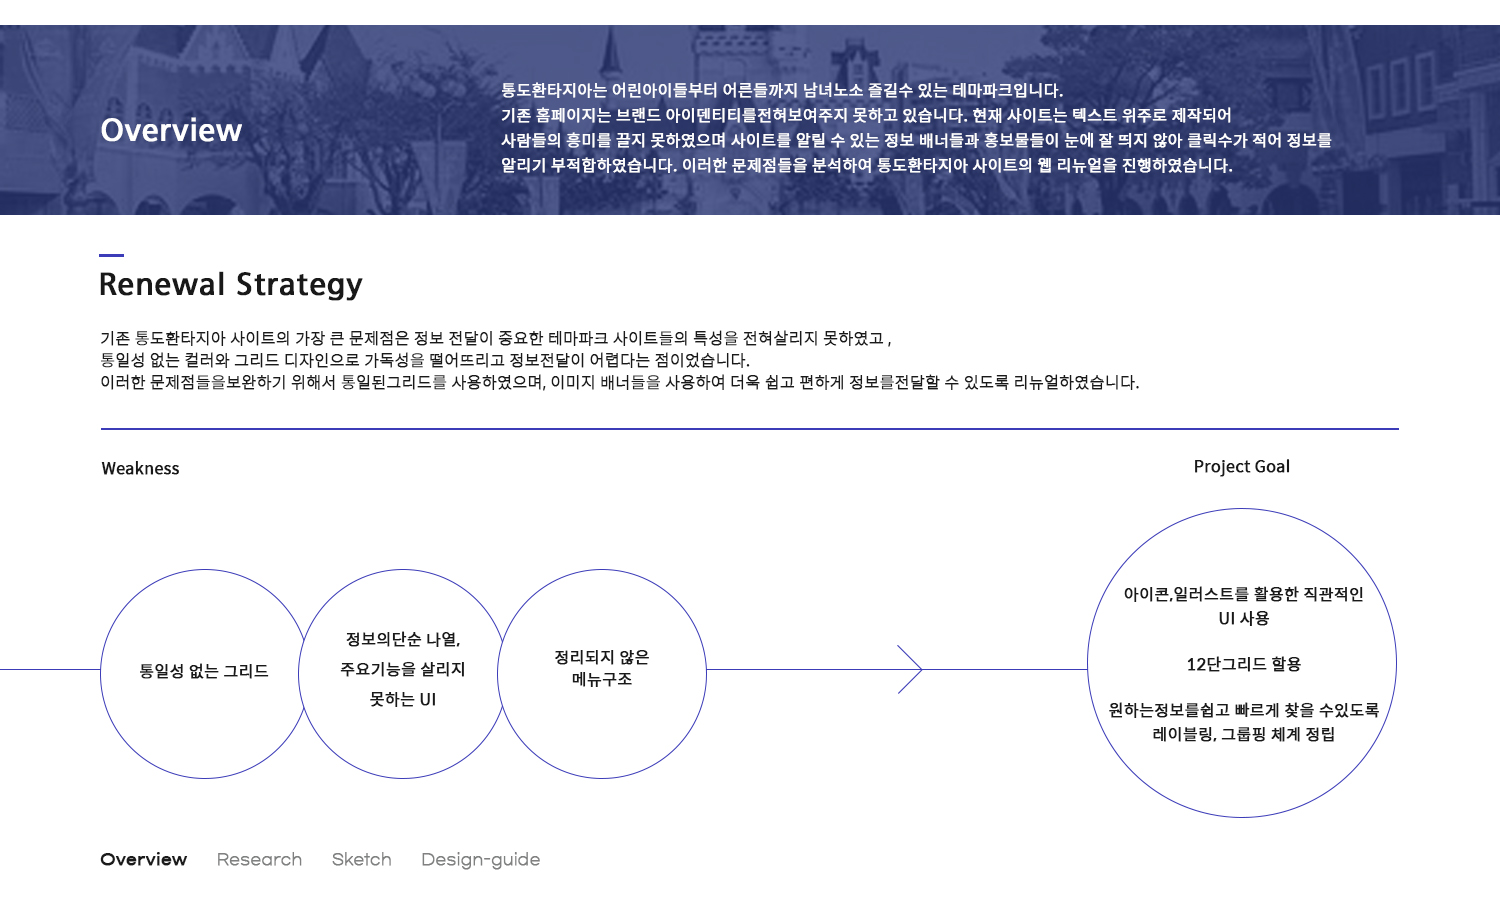 Overview
통도환타지아는 어린아이들부터 어른들까지 남녀노소 즐길수 있는 테마파크입니다.
기존 홈페이지는 브랜드 아이덴티티를전혀보여주지 못하고 있습니다. 현재 사이트는 텍스트 위주로 제작되어
사람들의 흥미를 끌지 못하였으며 사이트를 알릴 수 있는 정보 배너들과 홍보물들이 눈에 잘 띄지 않아 클릭수가 적어 정보를
알리기 부적합하였습니다. 이러한 문제점들을 분석하여 통도환타지아 사이트의 웹 리뉴얼을 진행하였습니다.
Renewal Strategy
기존 통도환타지아 사이트의 가장 큰 문제점은 정보 전달이 중요한 테마파크 사이트들의 특성을 전혀살리지 못하였고 ,
통일성 없는 컬러와 그리드 디자인으로 가독성을 떨어뜨리고 정보전달이 어렵다는 점이었습니다.
이러한 문제점들을보완하기 위해서 통일된그리드를 사용하였으며, 이미지 배너들을 사용하여 더욱 쉽고 편하게 정보를전달할 수 있도록 리뉴얼하였습니다.
Weakness
Project Goal
통일성 없는 그리드
정보의단순 나열,
주요기능을 살리지
못하는 UI
정리되지 않은
메뉴구조
아이콘,일러스트를 활용한 직관적인
UI 사용
12단그리드 할용
원하는정보를쉽고 빠르게 찾을 수있도록
레이블링, 그룹핑 체계 정립
Overview Research Sketch Design-guide